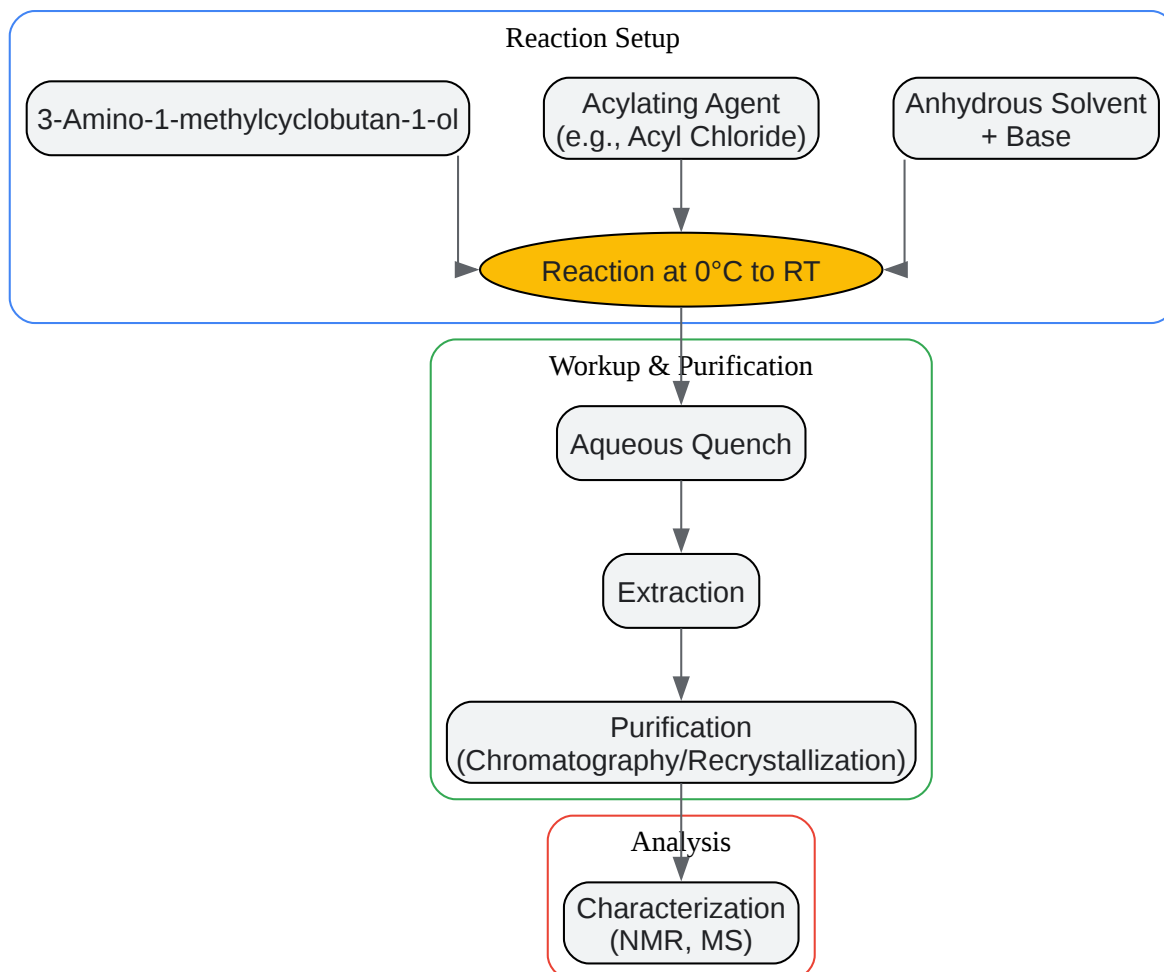 Reaction Setup
3-Amino-1-methylcyclobutan-1-ol
Acylating Agent
(e.g., Acyl Chloride)
Anhydrous Solvent
+ Base
Reaction at 0°C to RT
Workup & Purification
Aqueous Quench
Extraction
Purification
(Chromatography/Recrystallization)
Analysis
Characterization
(NMR, MS)